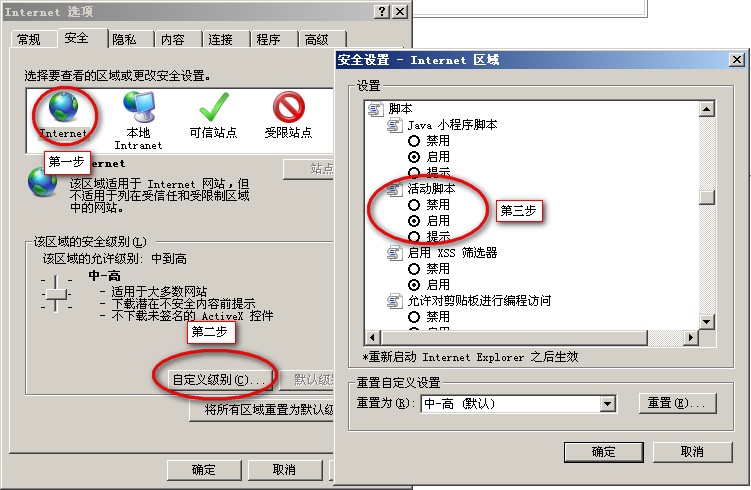 Internet 选项
常规
安全
隐私
内容
连接
程序
高级
选择要查看的区域或更改安全设置。
Internet
本地
Intranet
可信站点
受限站点
第一步
ernet
站点
该区域适用于 Internet 网站，但
不适用于列在受信任和受限制区域
中的网站。
该区域的安全级别(L)
该区域的允许级别: 中到高
中-高
- 适用于大多数网站
- 下载潜在不安全内容前提示
- 不下载未签名的 ActiveX 控件
第二步
自定义级别(C)...
默认级
将所有区域重置为默认级
确定
取消
安全设置 - Internet 区域
设置
脚本
Java 小程序脚本
禁用
启用
提示
活动脚本
禁用
启用
提示
第三步
启用 XSS 筛选器
禁用
启用
允许对剪贴板进行编程访问
禁用
启用
*重新启动 Internet Explorer 之后生效
重置自定义设置
重置为(R):
中-高 (默认)
重置(E)...
确定
取消